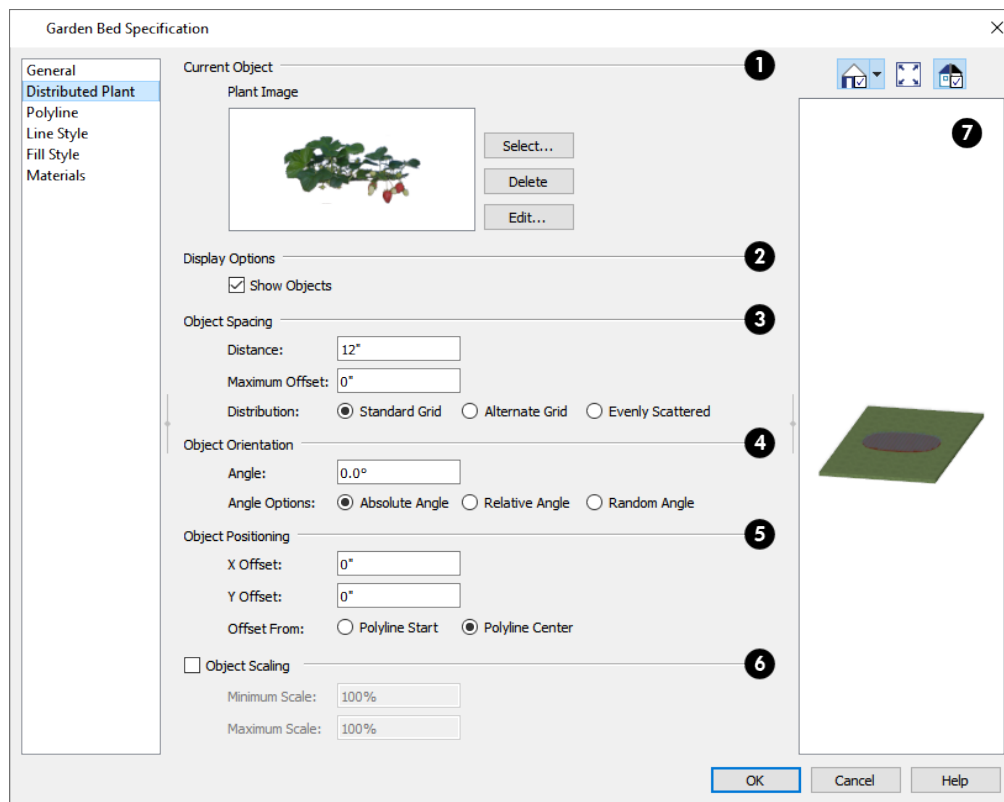 Garden Bed Specification
General
Distributed Plant
Polyline
Line Style
Fill Style
Materials
Current Object
1
Plant Image
Select...
Delete
Edit...
Display Options
2
Show Objects
Object Spacing
3
Distance: 12"
Maximum Offset: 0"
Distribution: Standard Grid Alternate Grid Evenly Scattered
Object Orientation
4
Angle: 0.0°
Angle Options: Absolute Angle Relative Angle Random Angle
Object Positioning
5
X Offset: 0"
Y Offset: 0"
Offset From: Polyline Start Polyline Center
Object Scaling
6
Minimum Scale: 100%
Maximum Scale: 100%
7
OK Cancel Help